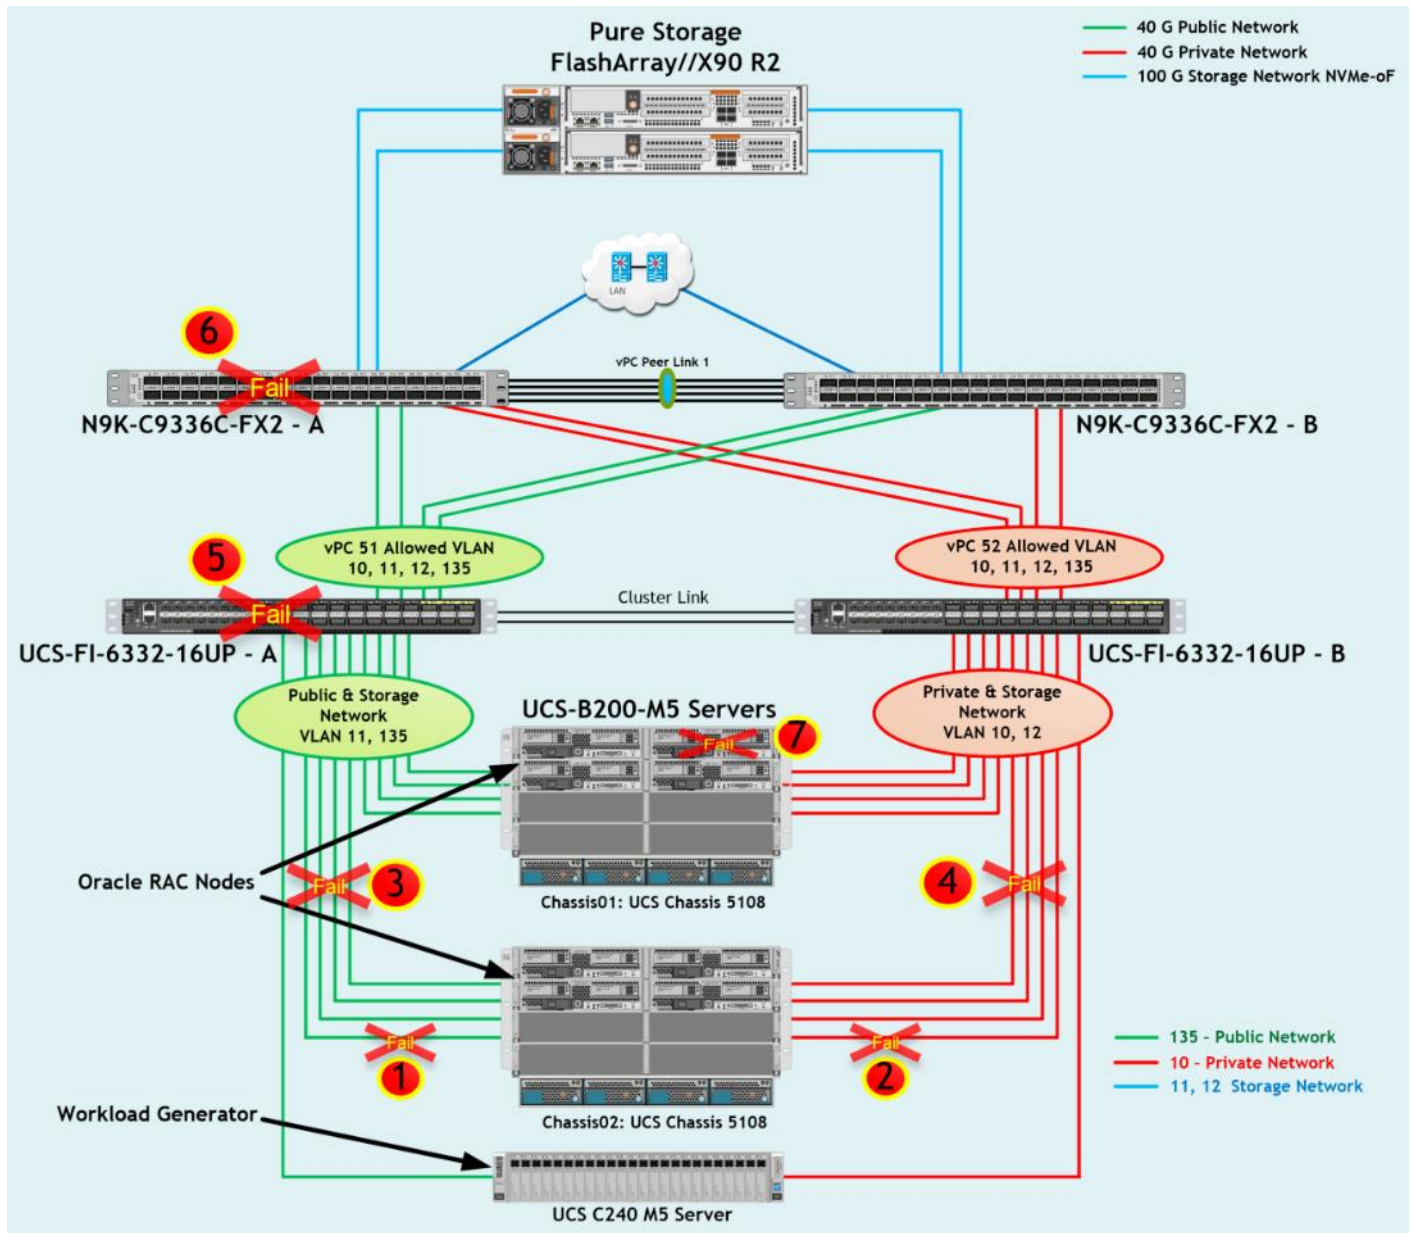 Pure Storage
FlashArray//X90 R2
40 G Public Network
40 G Private Network
100 G Storage Network NVMe-oF
LAN
6
Fail
vPC Peer Link 1
N9K-C9336C-FX2 - A
N9K-C9336C-FX2 - B
vPC 51 Allowed VLAN
10, 11, 12, 135
vPC 52 Allowed VLAN
10, 11, 12, 135
5
Fail
Cluster Link
UCS-FI-6332-16UP - A
UCS-FI-6332-16UP - B
Public & Storage
Network
VLAN 11, 135
Private & Storage
Network
VLAN 10, 12
UCS-B200-M5 Servers
Fail
7
Oracle RAC Nodes
Fail
3
4
Fail
Chassis01: UCS Chassis 5108
Fail
1
Fail
2
135 - Public Network
10 - Private Network
11, 12 Storage Network
Workload Generator
Chassis02: UCS Chassis 5108
UCS C240 M5 Server